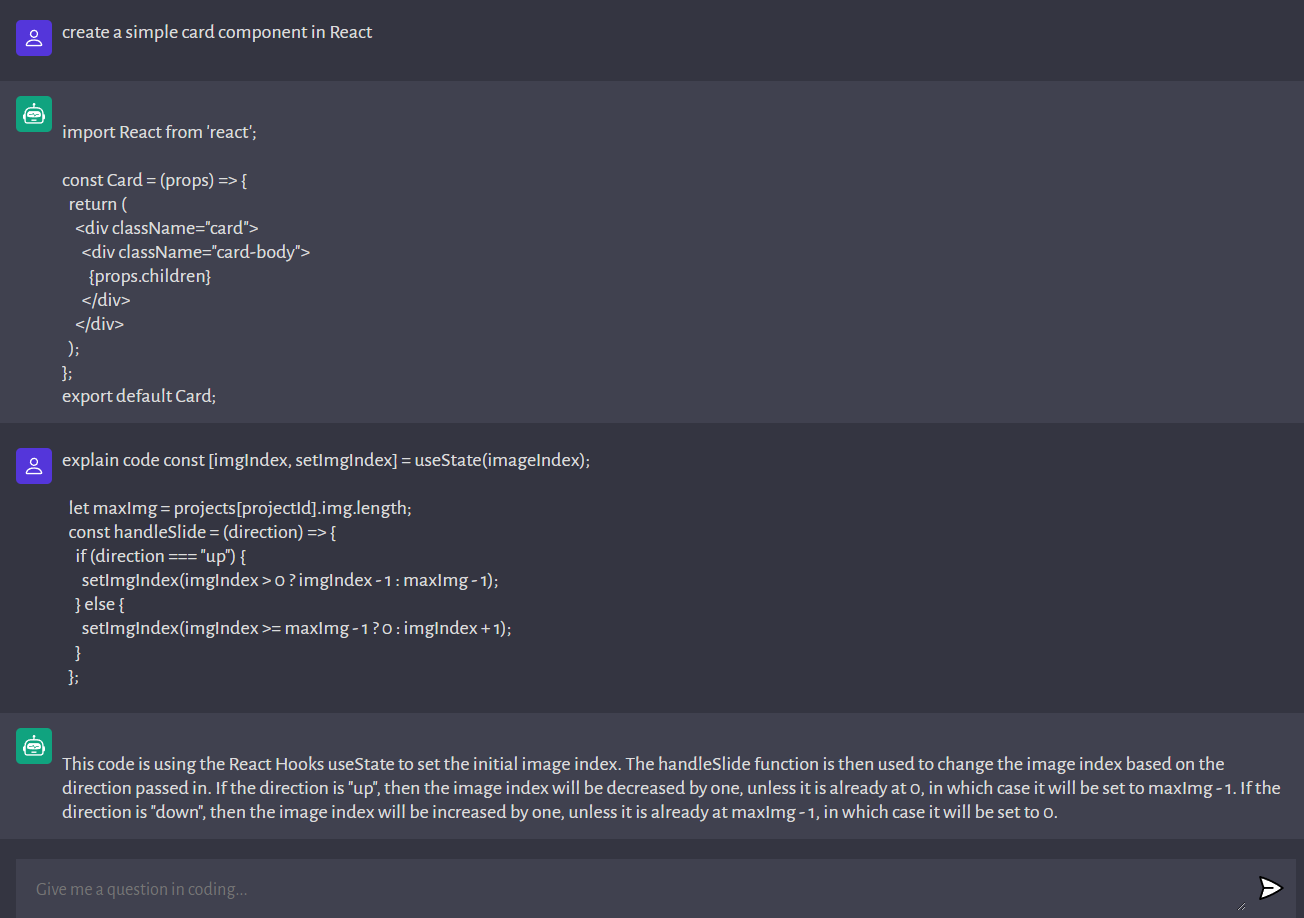 create a simple card component in React
import React from 'react';
const Card = (props) => {
return (
<div className="card">
<div className="card-body">
{props.children}
</div>
</div>
);
};
export default Card;
explain code const [imgIndex, setImgIndex] = useState(imageIndex);
let maxImg = projects[projectId].img.length;
const handleSlide = (direction) => {
if (direction === "up") {
setImgIndex(imgIndex > 0 ? imgIndex - 1 : maxImg - 1);
} else {
setImgIndex(imgIndex >= maxImg - 1 ? 0 : imgIndex + 1);
}
};
This code is using the React Hooks useState to set the initial image index. The handleSlide function is then used to change the image index based on the
direction passed in. If the direction is "up", then the image index will be decreased by one, unless it is already at 0, in which case it will be set to maxImg - 1. If the
direction is "down", then the image index will be increased by one, unless it is already at maxImg - 1, in which case it will be set to 0.
Give me a question in coding...